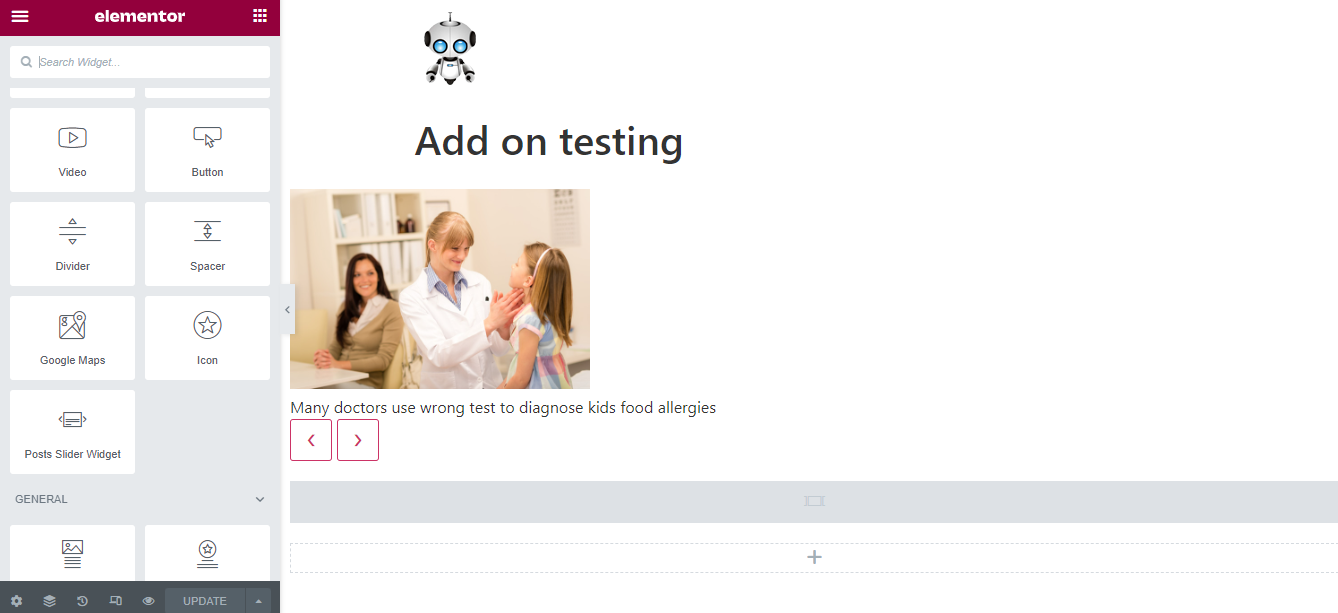 elementor
Search Widget...
Video
Button
Divider
Spacer
Google Maps
Icon
Posts Slider Widget
GENERAL
UPDATE
Add on testing
Many doctors use wrong test to diagnose kids food allergies